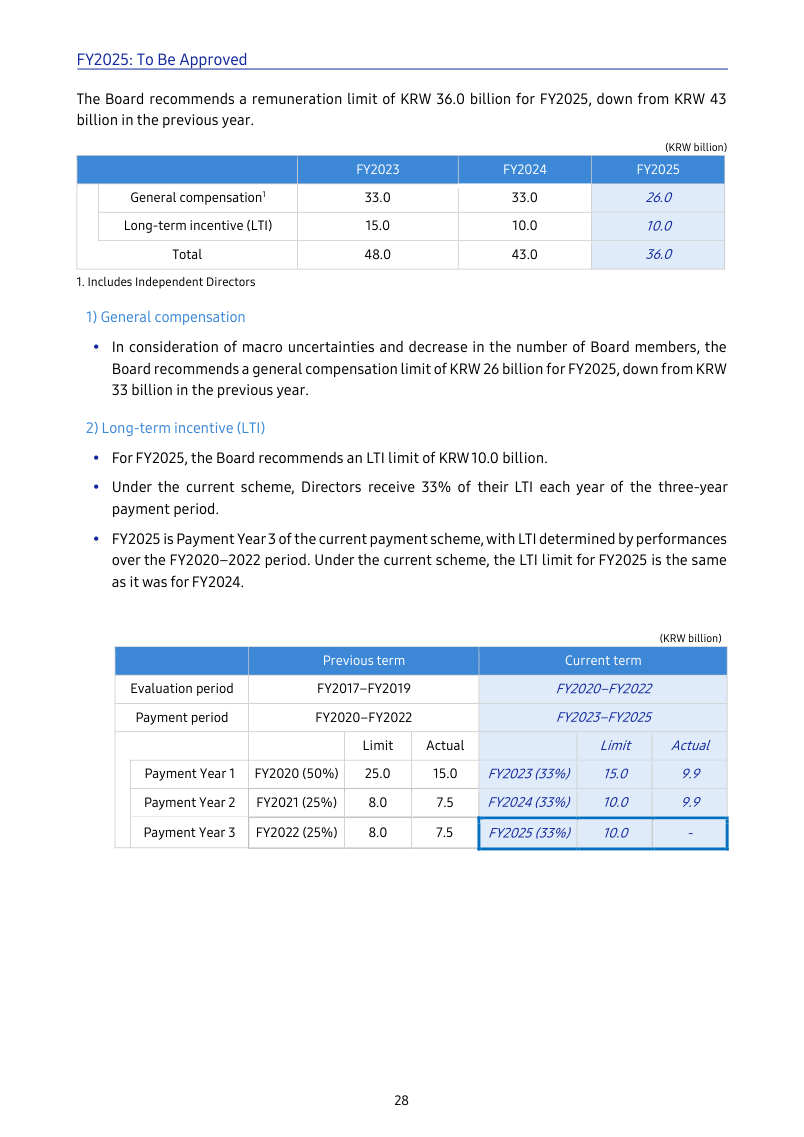 FY2025: To Be Approved
The Board recommends a remuneration limit of KRW 36.0 billion for FY2025, down from KRW 43
billion in the previous year.
(KRW billion)
FY2023 FY2024 FY2025
General compensation1 33.0 33.0 26.0
Long-term incentive (LTI) 15.0 10.0 10.0
Total 48.0 43.0 36.0
1. Includes Independent Directors
1) General compensation
• In consideration of macro uncertainties and decrease in the number of Board members, the
Board recommends a general compensation limit of KRW 26 billion for FY2025, down from KRW
33 billion in the previous year.
2) Long-term incentive (LTI)
• For FY2025, the Board recommends an LTI limit of KRW 10.0 billion.
• Under the current scheme, Directors receive 33% of their LTI each year of the three-year
payment period.
• FY2025 is Payment Year 3 of the current payment scheme, with LTI determined by performances
over the FY2020–2022 period. Under the current scheme, the LTI limit for FY2025 is the same
as it was for FY2024.
(KRW billion)
Previous term Current term
Evaluation period FY2017–FY2019 FY2020–FY2022
Payment period FY2020–FY2022 FY2023–FY2025
Limit Actual Limit Actual
Payment Year 1 FY2020 (50%) 25.0 15.0 FY2023 (33%) 15.0 9.9
Payment Year 2 FY2021 (25%) 8.0 7.5 FY2024 (33%) 10.0 9.9
Payment Year 3 FY2022 (25%) 8.0 7.5 FY2025 (33%) 10.0 -
28